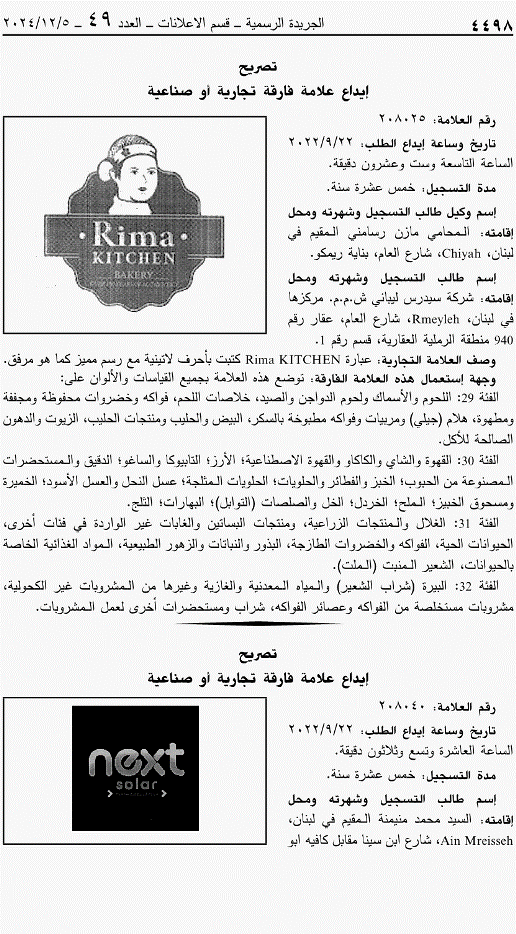 ٤٤٩٨
الجريدة الرسمية – قسم الاعلانات – العدد ٤٩ – ٢٠٢٤/١٢/٥
تصريح
إيداع علامة فارقة تجارية أو صناعية
رقم العلامة: ٢٠٨٠٢٥
تاريخ وساعة إيداع الطلب: ٢٠٢٢/٩/٢٢
الساعة التاسعة وست وعشرون دقيقة.
مدة التسجيل: خمس عشرة سنة.
إسم وكيل طالب التسجيل وشهرته ومحل
إقامته: المحامي مازن رسامني المقيم في
لبنان، Chiyah، شارع العام، بناية ريمكو.
إسم طالب التسجيل وشهرته ومحل
إقامته: شركة سيدرس ليباني ش.م.م. مركزها
في لبنان، Rmeyleh، شارع العام، عقار رقم
940 منطقة الرملية العقارية، قسم رقم 1.
Rima
KITCHEN
BAKERY
وصف العلامة التجارية: عبارة Rima KITCHEN كتبت بأحرف لاتينية مع رسم مميز كما هو مرفق.
وجهة إستعمال هذه العلامة الفارقة: توضع هذه العلامة بجميع القياسات والألوان على:
الفئة 29: اللحوم والأسماك ولحوم الدواجن والصيد، خلاصات اللحم، فواكه وخضروات محفوظة ومجففة
ومطهوة، هلام (جيلي) ومربيات وفواكه مطبوخة بالسكر، البيض والحليب ومنتجات الحليب، الزيوت والدهون
الصالحة للأكل.
الفئة 30: القهوة والشاي والكاكاو والقهوة الاصطناعية؛ الأرز؛ التابيوكا والساغو؛ الدقيق والمستحضرات
المصنوعة من الحبوب؛ الخبز والفطائر والحلويات؛ الحلويات المثلجة؛ عسل النحل والعسل الأسود؛ الخميرة
ومسحوق الخبيز؛ الملح؛ الخردل؛ الخل والصلصات (التوابل)؛ البهارات؛ الثلج.
الفئة 31: الغلال والمنتجات الزراعية، ومنتجات البساتين والغابات غير الواردة في فئات أخرى،
الحيوانات الحية، الفواكه والخضروات الطازجة، البذور والنباتات والزهور الطبيعية، المواد الغذائية الخاصة
بالحيوانات، الشعير المنبت (الملت).
الفئة 32: البيرة (شراب الشعير) والمياه المعدنية والغازية وغيرها من المشروبات غير الكحولية،
مشروبات مستخلصة من الفواكه وعصائر الفواكه، شراب ومستحضرات أخرى لعمل المشروبات.
تصريح
إيداع علامة فارقة تجارية أو صناعية
رقم العلامة: ٢٠٨٠٤٠
تاريخ وساعة إيداع الطلب: ٢٠٢٢/٩/٢٢
الساعة العاشرة وتسع وثلاثون دقيقة.
مدة التسجيل: خمس عشرة سنة.
إسم طالب التسجيل وشهرته ومحل
إقامته: السيد محمد منيمنة المقيم في لبنان،
Ain Mreisseh، شارع ابن سينا مقابل كافيه ابو
next
solar